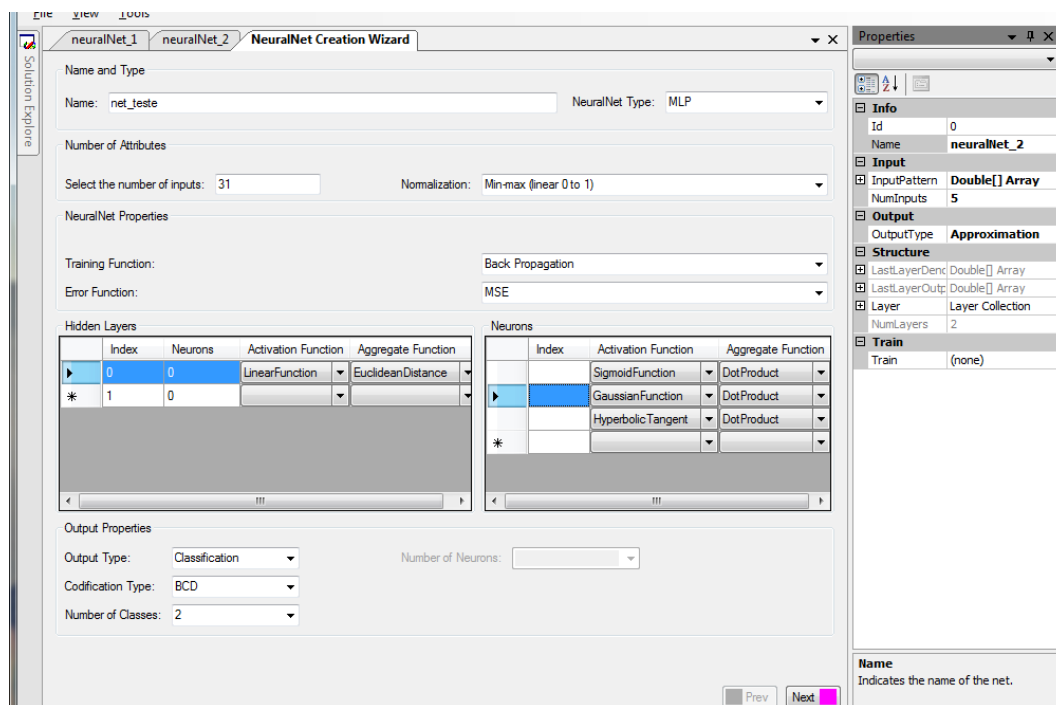 File View Tools
Solution Explore
neuralNet_1 neuralNet_2 NeuralNet Creation Wizard
Name and Type
Name: net_teste NeuralNet Type: MLP
Number of Attributes
Select the number of inputs: 31 Normalization: Min-max (linear 0 to 1)
NeuralNet Properties
Training Function: Back Propagation
Error Function: MSE
Hidden Layers
Index Neurons Activation Function Aggregate Function
0 0 LinearFunction EuclideanDistance
1 0
Neurons
Index Activation Function Aggregate Function
SigmoidFunction DotProduct
GaussianFunction DotProduct
HyperbolicTangent DotProduct
Output Properties
Output Type: Classification Number of Neurons:
Codification Type: BCD
Number of Classes: 2
Prev Next
Properties
Info
Id 0
Name neuralNet_2
Input
InputPattern Double[] Array
NumInputs 5
Output
OutputType Approximation
Structure
LastLayerDenc Double[] Array
LastLayerOutp Double[] Array
Layer Layer Collection
NumLayers 2
Train
Train (none)
Name
Indicates the name of the net.